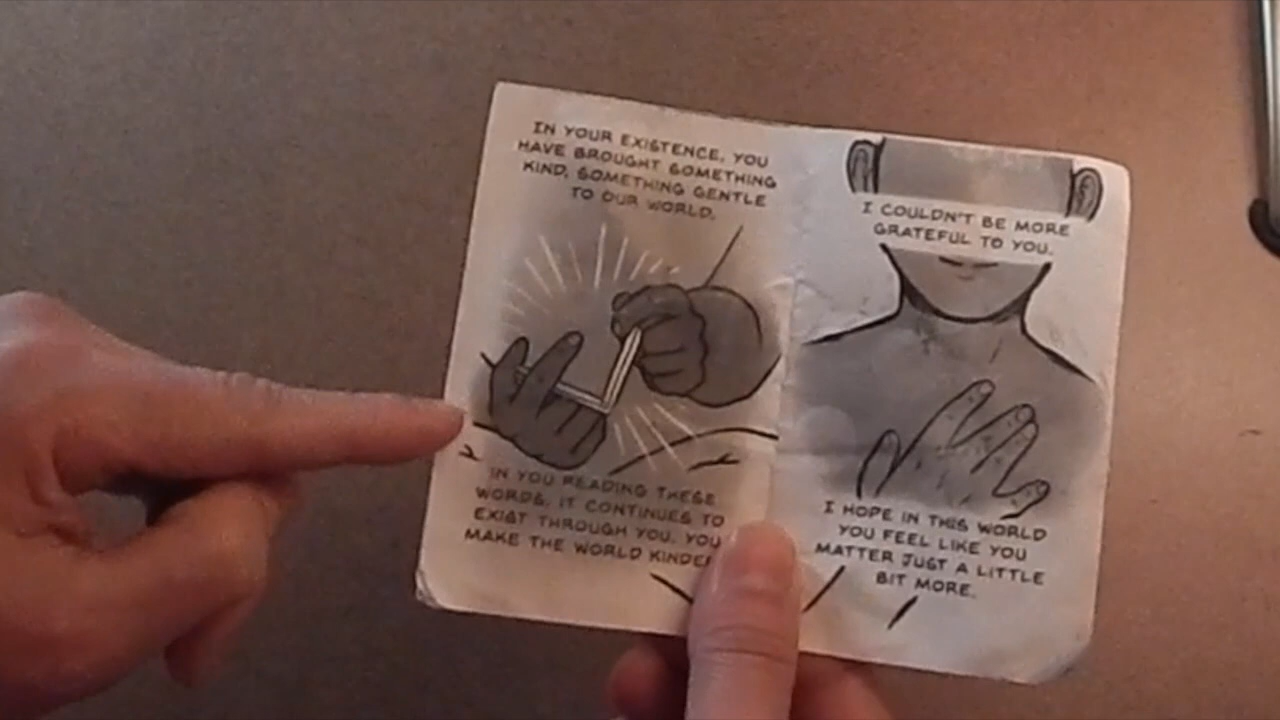 IN YOUR EXISTENCE, YOU
HAVE BROUGHT SOMETHING
KIND, SOMETHING GENTLE
TO OUR WORLD.
IN YOU READING THESE
WORDS, IT CONTINUES TO
EXIST THROUGH YOU. YOU
MAKE THE WORLD KINDER
I COULDN'T BE MORE
GRATEFUL TO YOU.
I HOPE IN THIS WORLD
YOU FEEL LIKE YOU
MATTER JUST A LITTLE
BIT MORE.